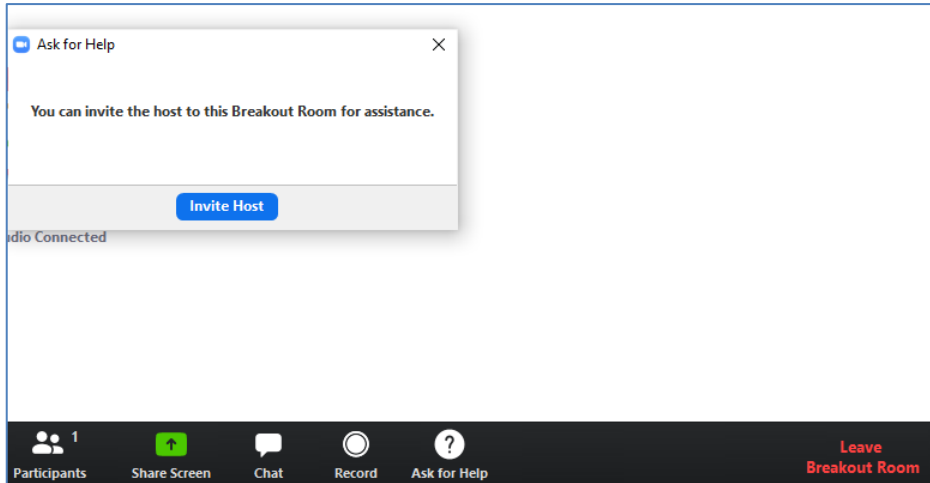 Ask for Help
You can invite the host to this Breakout Room for assistance.
Invite Host
Connected
1
Participants
Share Screen
Chat
Record
Ask for Help
Leave
Breakout Room